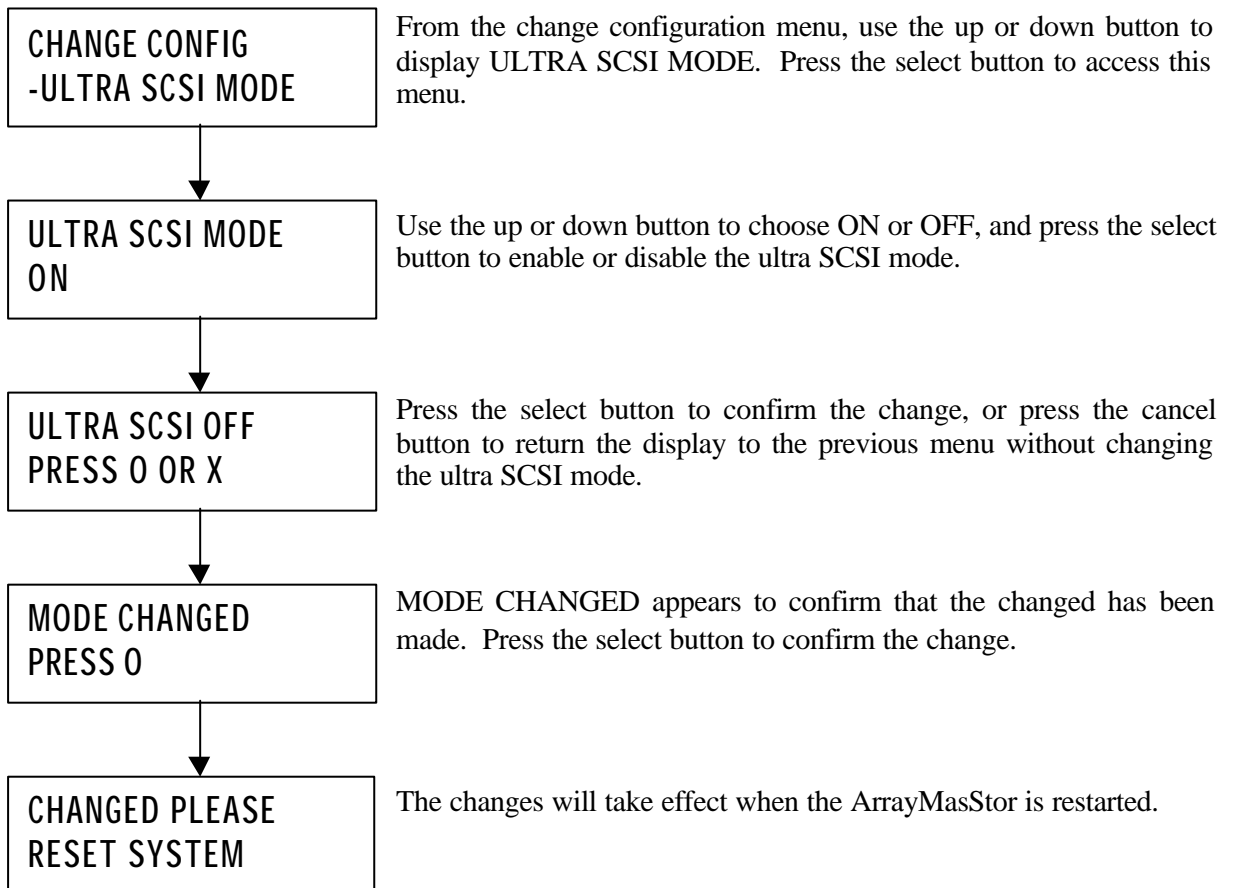 CHANGE CONFIG
-ULTRA SCSI MODE
From the change configuration menu, use the up or down button to
display ULTRA SCSI MODE. Press the select button to access this
menu.
ULTRA SCSI MODE
ON
Use the up or down button to choose ON or OFF, and press the select
button to enable or disable the ultra SCSI mode.
ULTRA SCSI OFF
PRESS O OR X
Press the select button to confirm the change, or press the cancel
button to return the display to the previous menu without changing
the ultra SCSI mode.
MODE CHANGED
PRESS O
MODE CHANGED appears to confirm that the changed has been
made. Press the select button to confirm the change.
CHANGED PLEASE
RESET SYSTEM
The changes will take effect when the ArrayMasStor is restarted.